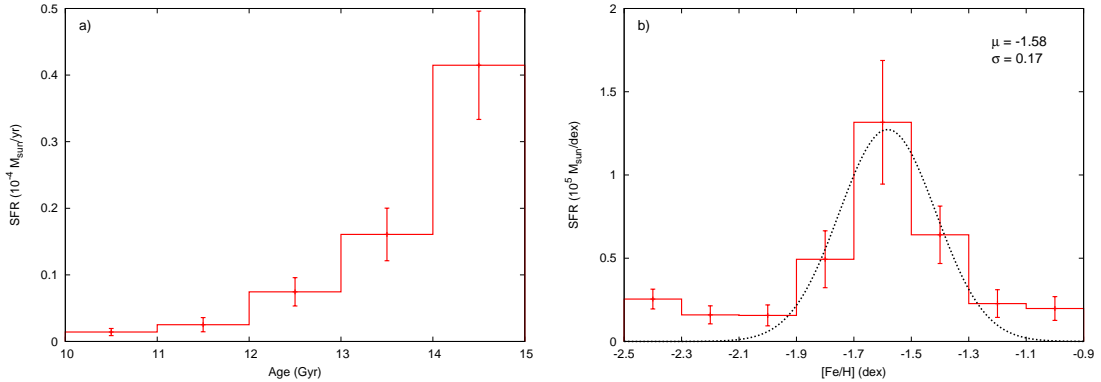 a)
0.5
0.4
0.3
0.2
0.1
0
SFR (10^-4 M_sun/yr)
10 11 12 13 14 15
Age (Gyr)
b)
μ = -1.58
σ = 0.17
2
1.5
1
0.5
0
SFR (10^5 M_sun/dex)
-2.5 -2.3 -2.1 -1.9 -1.7 -1.5 -1.3 -1.1 -0.9
[Fe/H] (dex)